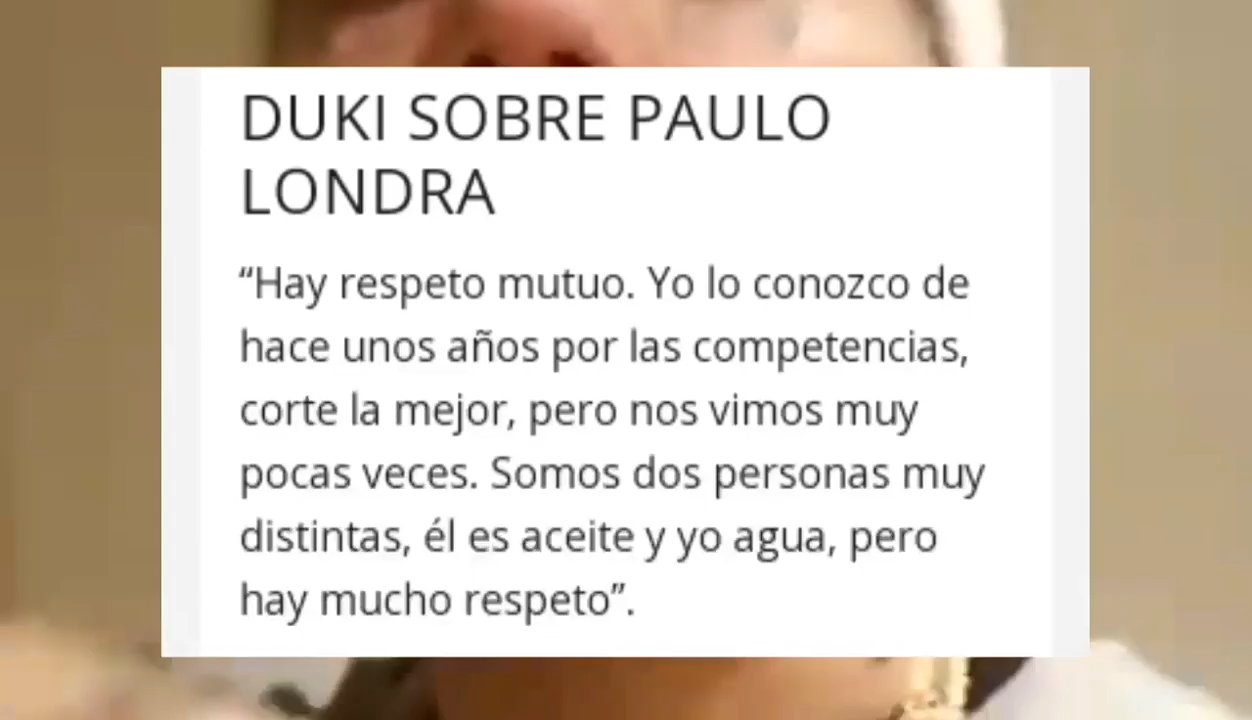 DUKI SOBRE PAULO
LONDRA
“Hay respeto mutuo. Yo lo conozco de
hace unos años por las competencias,
corte la mejor, pero nos vimos muy
pocas veces. Somos dos personas muy
distintas, él es aceite y yo agua, pero
hay mucho respeto”.